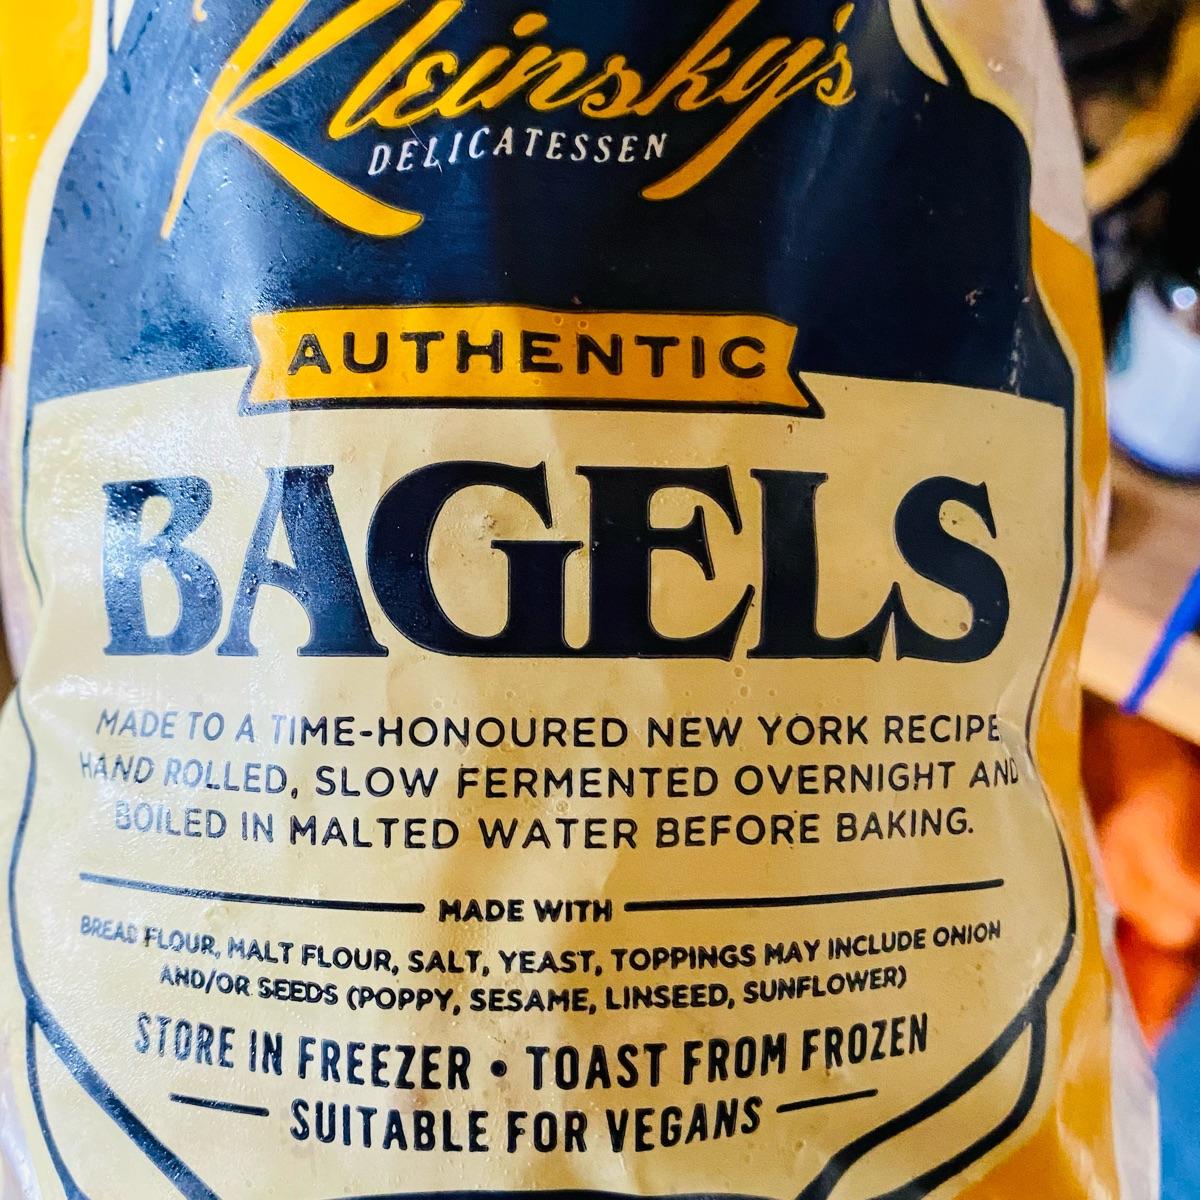 Kleinsky's
DELICATESSEN
AUTHENTIC
BAGELS
MADE TO A TIME-HONOURED NEW YORK RECIPE
HAND ROLLED, SLOW FERMENTED OVERNIGHT AND
BOILED IN MALTED WATER BEFORE BAKING.
MADE WITH
BREAD FLOUR, MALT FLOUR, SALT, YEAST, TOPPINGS MAY INCLUDE ONION
AND/OR SEEDS (POPPY, SESAME, LINSEED, SUNFLOWER)
STORE IN FREEZER • TOAST FROM FROZEN
SUITABLE FOR VEGANS